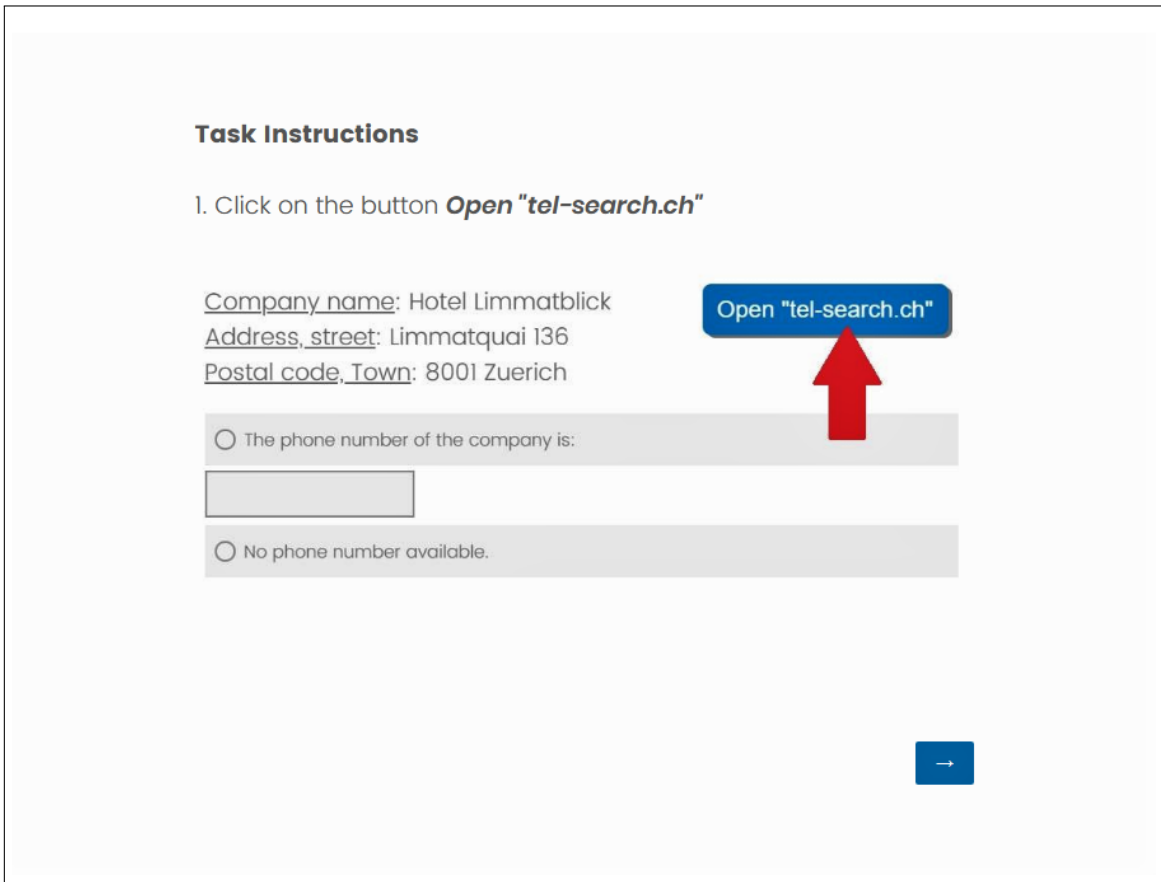 Task Instructions
1. Click on the button Open "tel-search.ch"
Company name: Hotel Limmatblick
Open "tel-search.ch"
Address, street: Limmatquai 136
Postal code, Town: 8001 Zuerich
The phone number of the company is:
No phone number available.
→